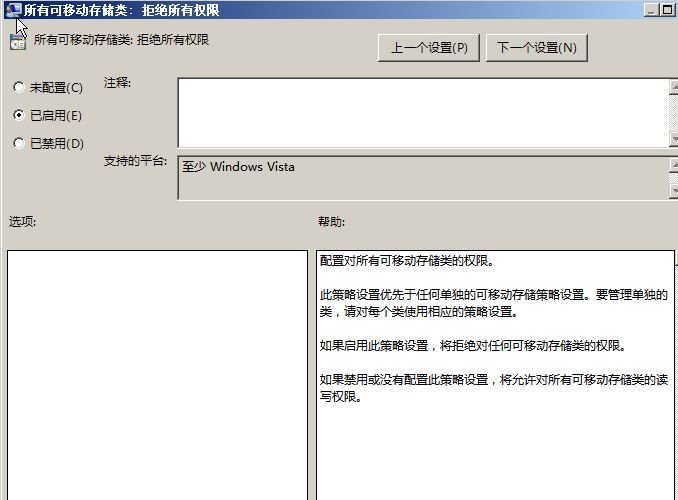 所有可移动存储类: 拒绝所有权限
所有可移动存储类: 拒绝所有权限
上一个设置(P)
下一个设置(N)
未配置(C)
注释:
已启用(E)
已禁用(D)
支持的平台:
至少 Windows Vista
选项:
帮助:
配置对所有可移动存储类的权限。
此策略设置优先于任何单独的可移动存储策略设置。要管理单独的
类，请对每个类使用相应的策略设置。
如果启用此策略设置，将拒绝对任何可移动存储类的权限。
如果禁用或没有配置此策略设置，将允许对所有可移动存储类的读
写权限。